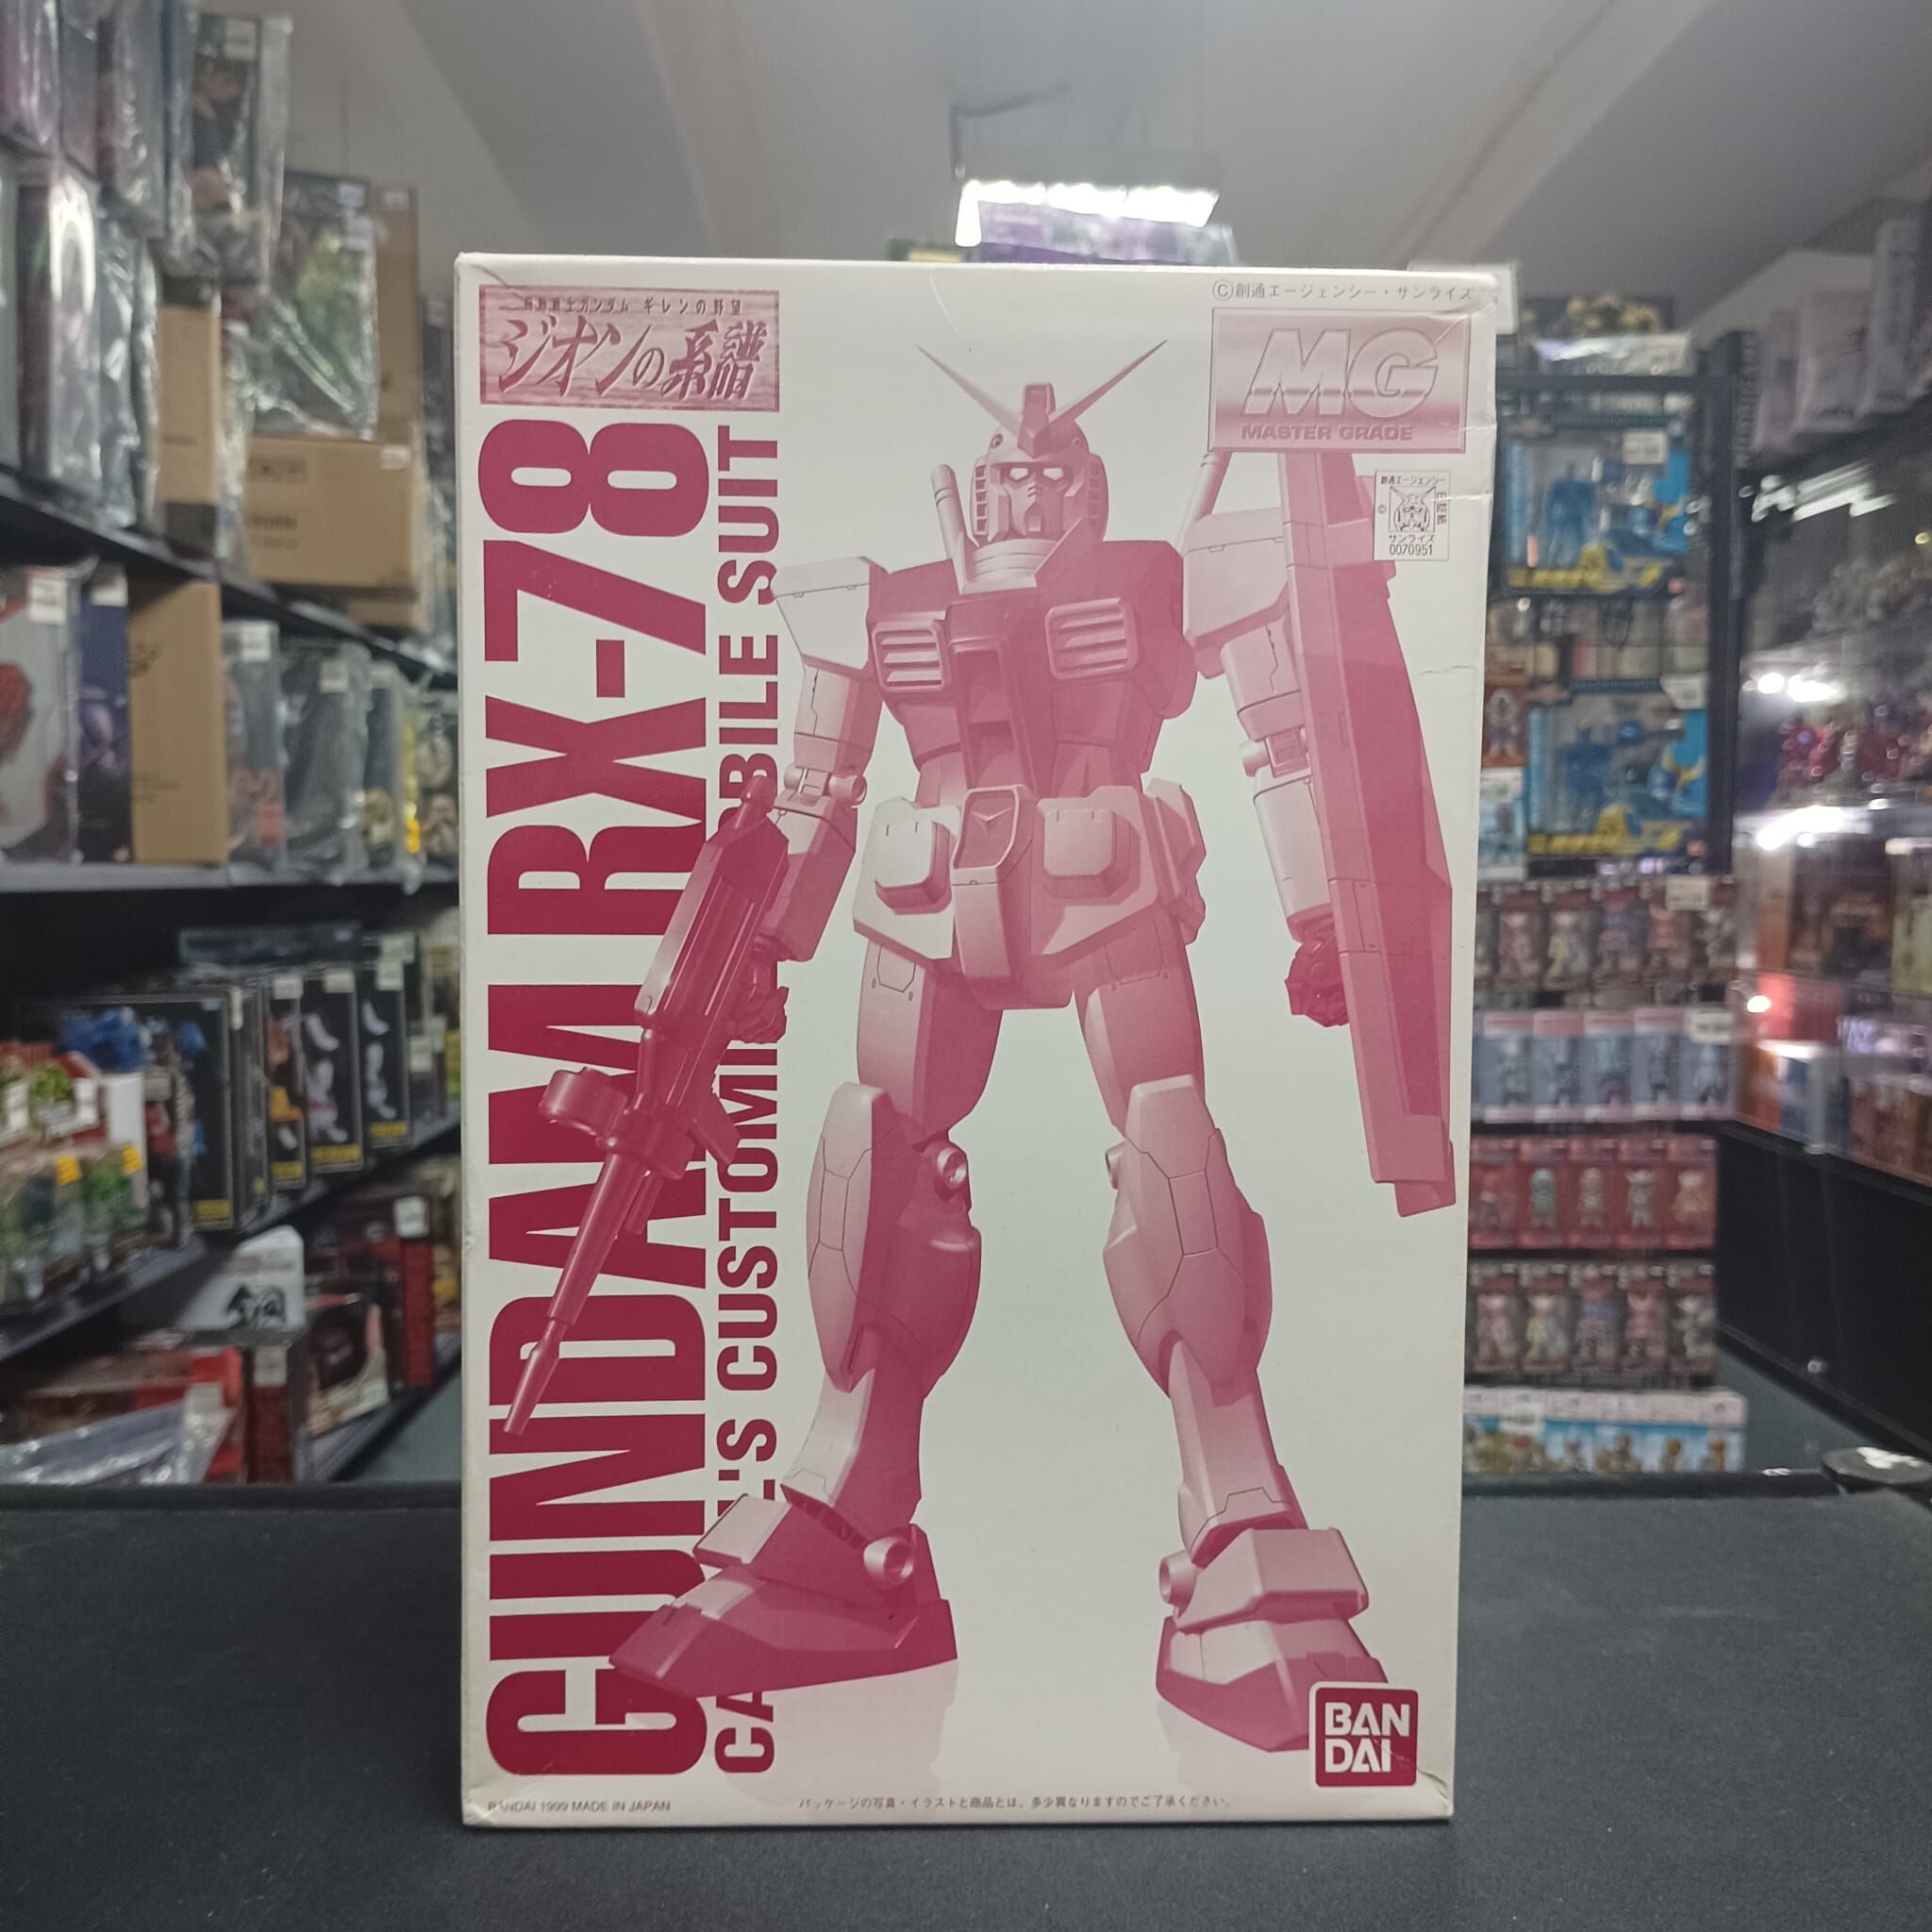 機動戦士ガンダム ギレンの野望
ジオンの系譜
©創通エージェンシー・サンライズ
MG
MASTER GRADE
創通エージェンシー
©
サンライズ
0070951
GUNDAM RX-78
'S CUSTOMI BILE SUIT
BAN
DAI
BANDAI 1999 MADE IN JAPAN
パッケージの写真・イラストと商品とは、多少異なりますのでご了承ください。